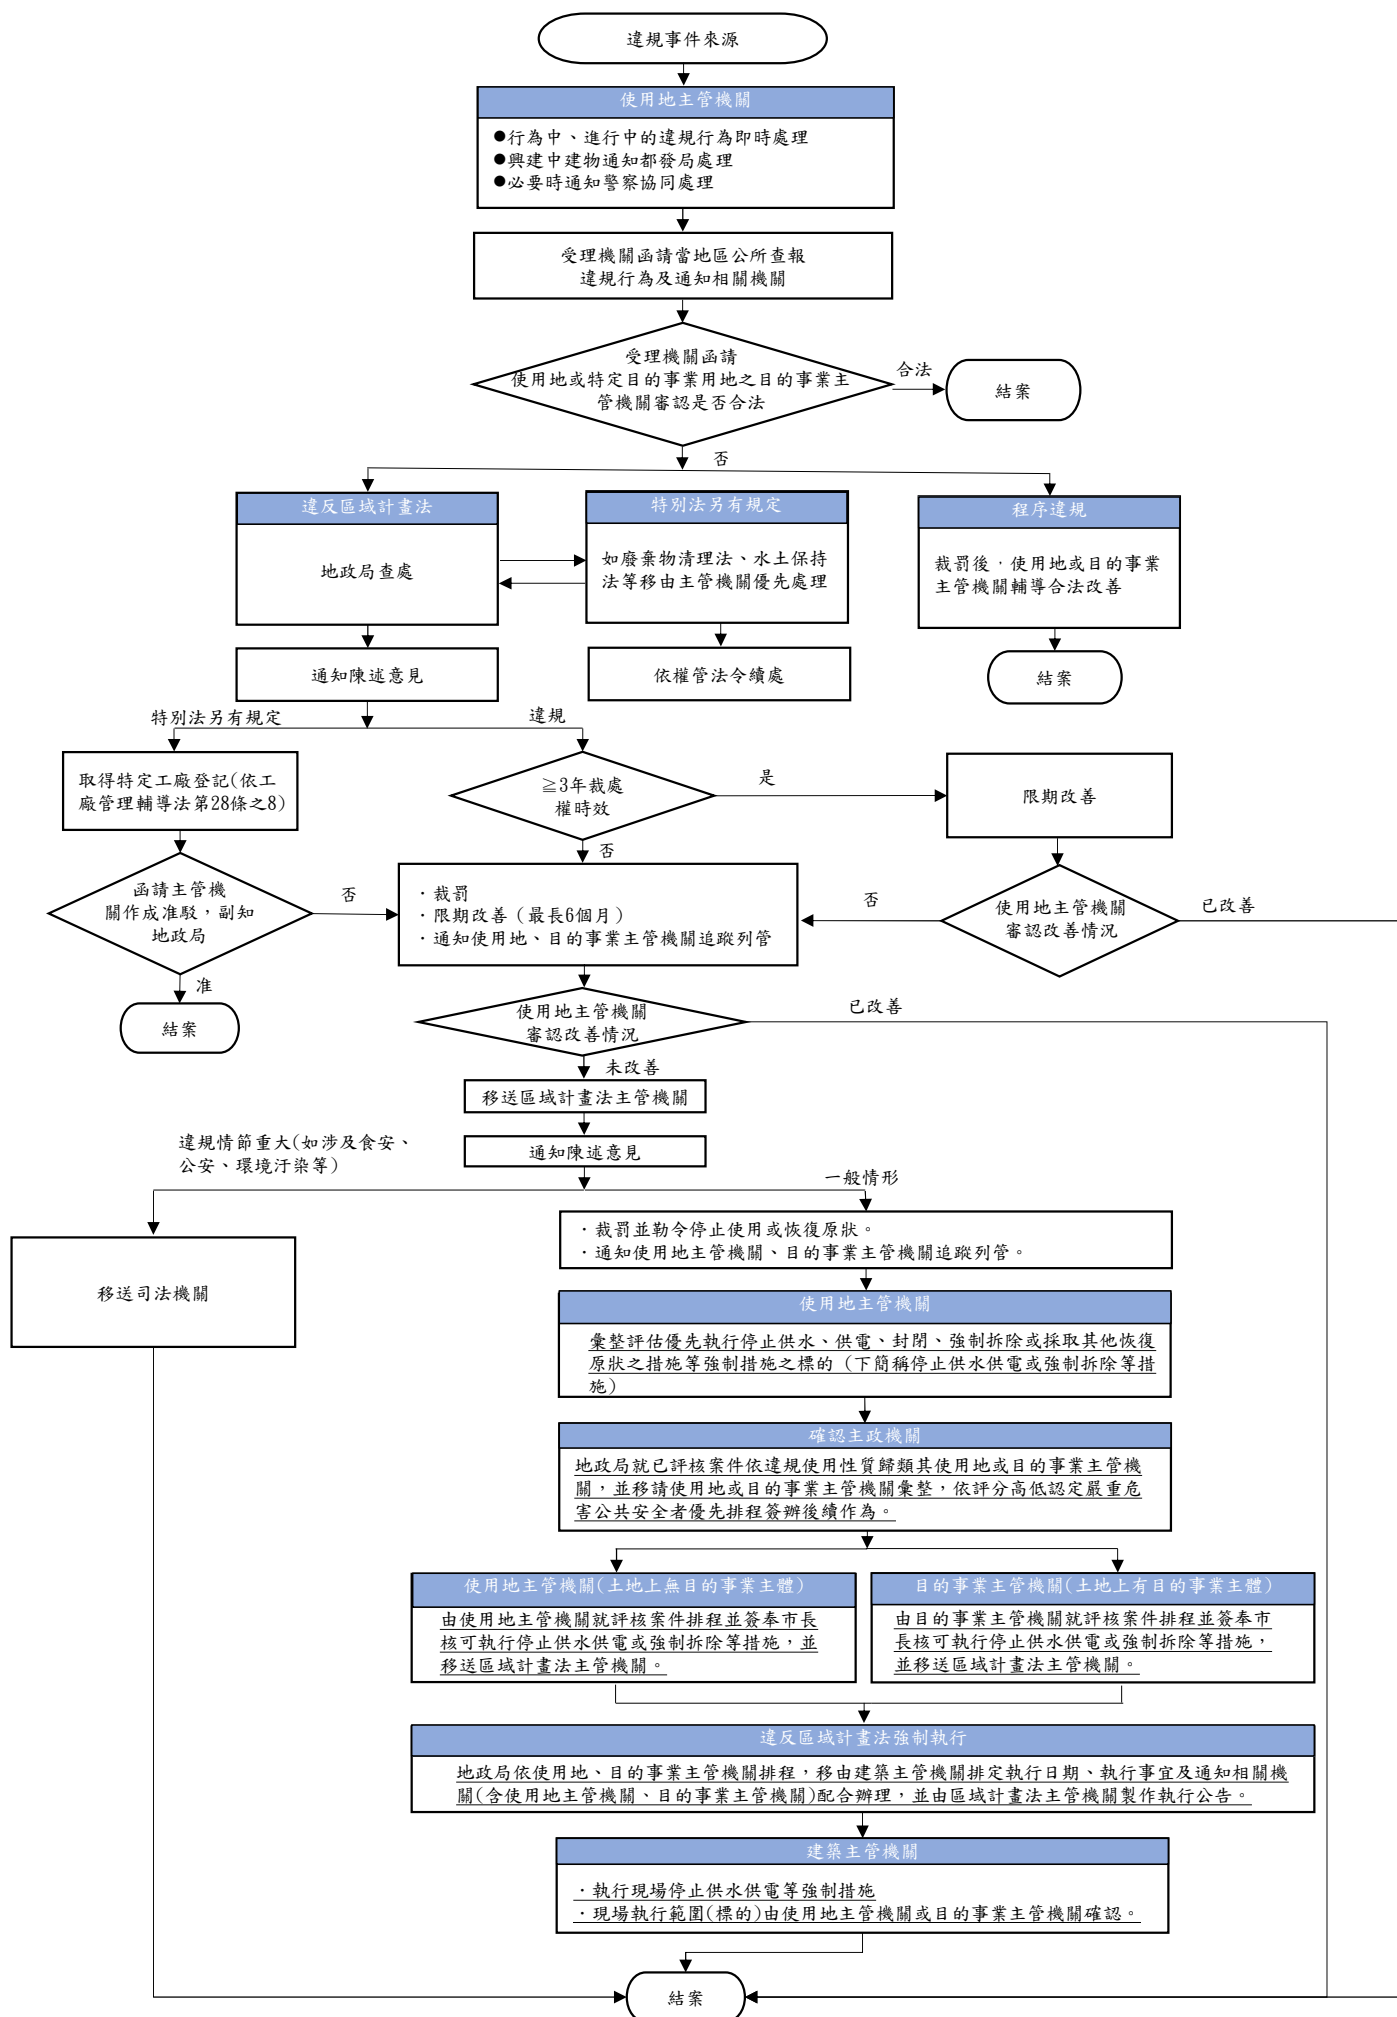 違規事件來源
使用地主管機關
●行為中、進行中的違規行為即時處理
●興建中建物通知都發局處理
●必要時通知警察協同處理
受理機關函請當地區公所查報
違規行為及通知相關機關
受理機關函請
使用地或特定目的事業用地之目的事業主
管機關審認是否合法
合法
結案
否
違反區域計畫法
地政局查處
特別法另有規定
如廢棄物清理法、水土保持
法等移由主管機關優先處理
程序違規
裁罰後，使用地或目的事業
主管機關輔導合法改善
通知陳述意見
依權管法令續處
結案
特別法另有規定
違規
取得特定工廠登記(依工
廠管理輔導法第28條之8)
≧3年裁處
權時效
是
限期改善
否
函請主管機
關作成准駁，副知
地政局
否
．裁罰
．限期改善（最長6個月）
．通知使用地、目的事業主管機關追蹤列管
否
使用地主管機關
審認改善情況
已改善
准
結案
使用地主管機關
審認改善情況
已改善
未改善
移送區域計畫法主管機關
通知陳述意見
違規情節重大(如涉及食安、
公安、環境汙染等)
一般情形
移送司法機關
．裁罰並勒令停止使用或恢復原狀。
．通知使用地主管機關、目的事業主管機關追蹤列管。
使用地主管機關
彙整評估優先執行停止供水、供電、封閉、強制拆除或採取其他恢復
原狀之措施等強制措施之標的（下簡稱停止供水供電或強制拆除等措
施）
確認主政機關
地政局就已評核案件依違規使用性質歸類其使用地或目的事業主管機
關，並移請使用地或目的事業主管機關彙整，依評分高低認定嚴重危
害公共安全者優先排程簽辦後續作為。
使用地主管機關(土地上無目的事業主體)
由使用地主管機關就評核案件排程並簽奉市長
核可執行停止供水供電或強制拆除等措施，並
移送區域計畫法主管機關。
目的事業主管機關(土地上有目的事業主體)
由目的事業主管機關就評核案件排程並簽奉市
長核可執行停止供水供電或強制拆除等措施，
並移送區域計畫法主管機關。
違反區域計畫法強制執行
地政局依使用地、目的事業主管機關排程，移由建築主管機關排定執行日期、執行事宜及通知相關機
關(含使用地主管機關、目的事業主管機關)配合辦理，並由區域計畫法主管機關製作執行公告。
建築主管機關
．執行現場停止供水供電等強制措施
．現場執行範圍(標的)由使用地主管機關或目的事業主管機關確認。
結案